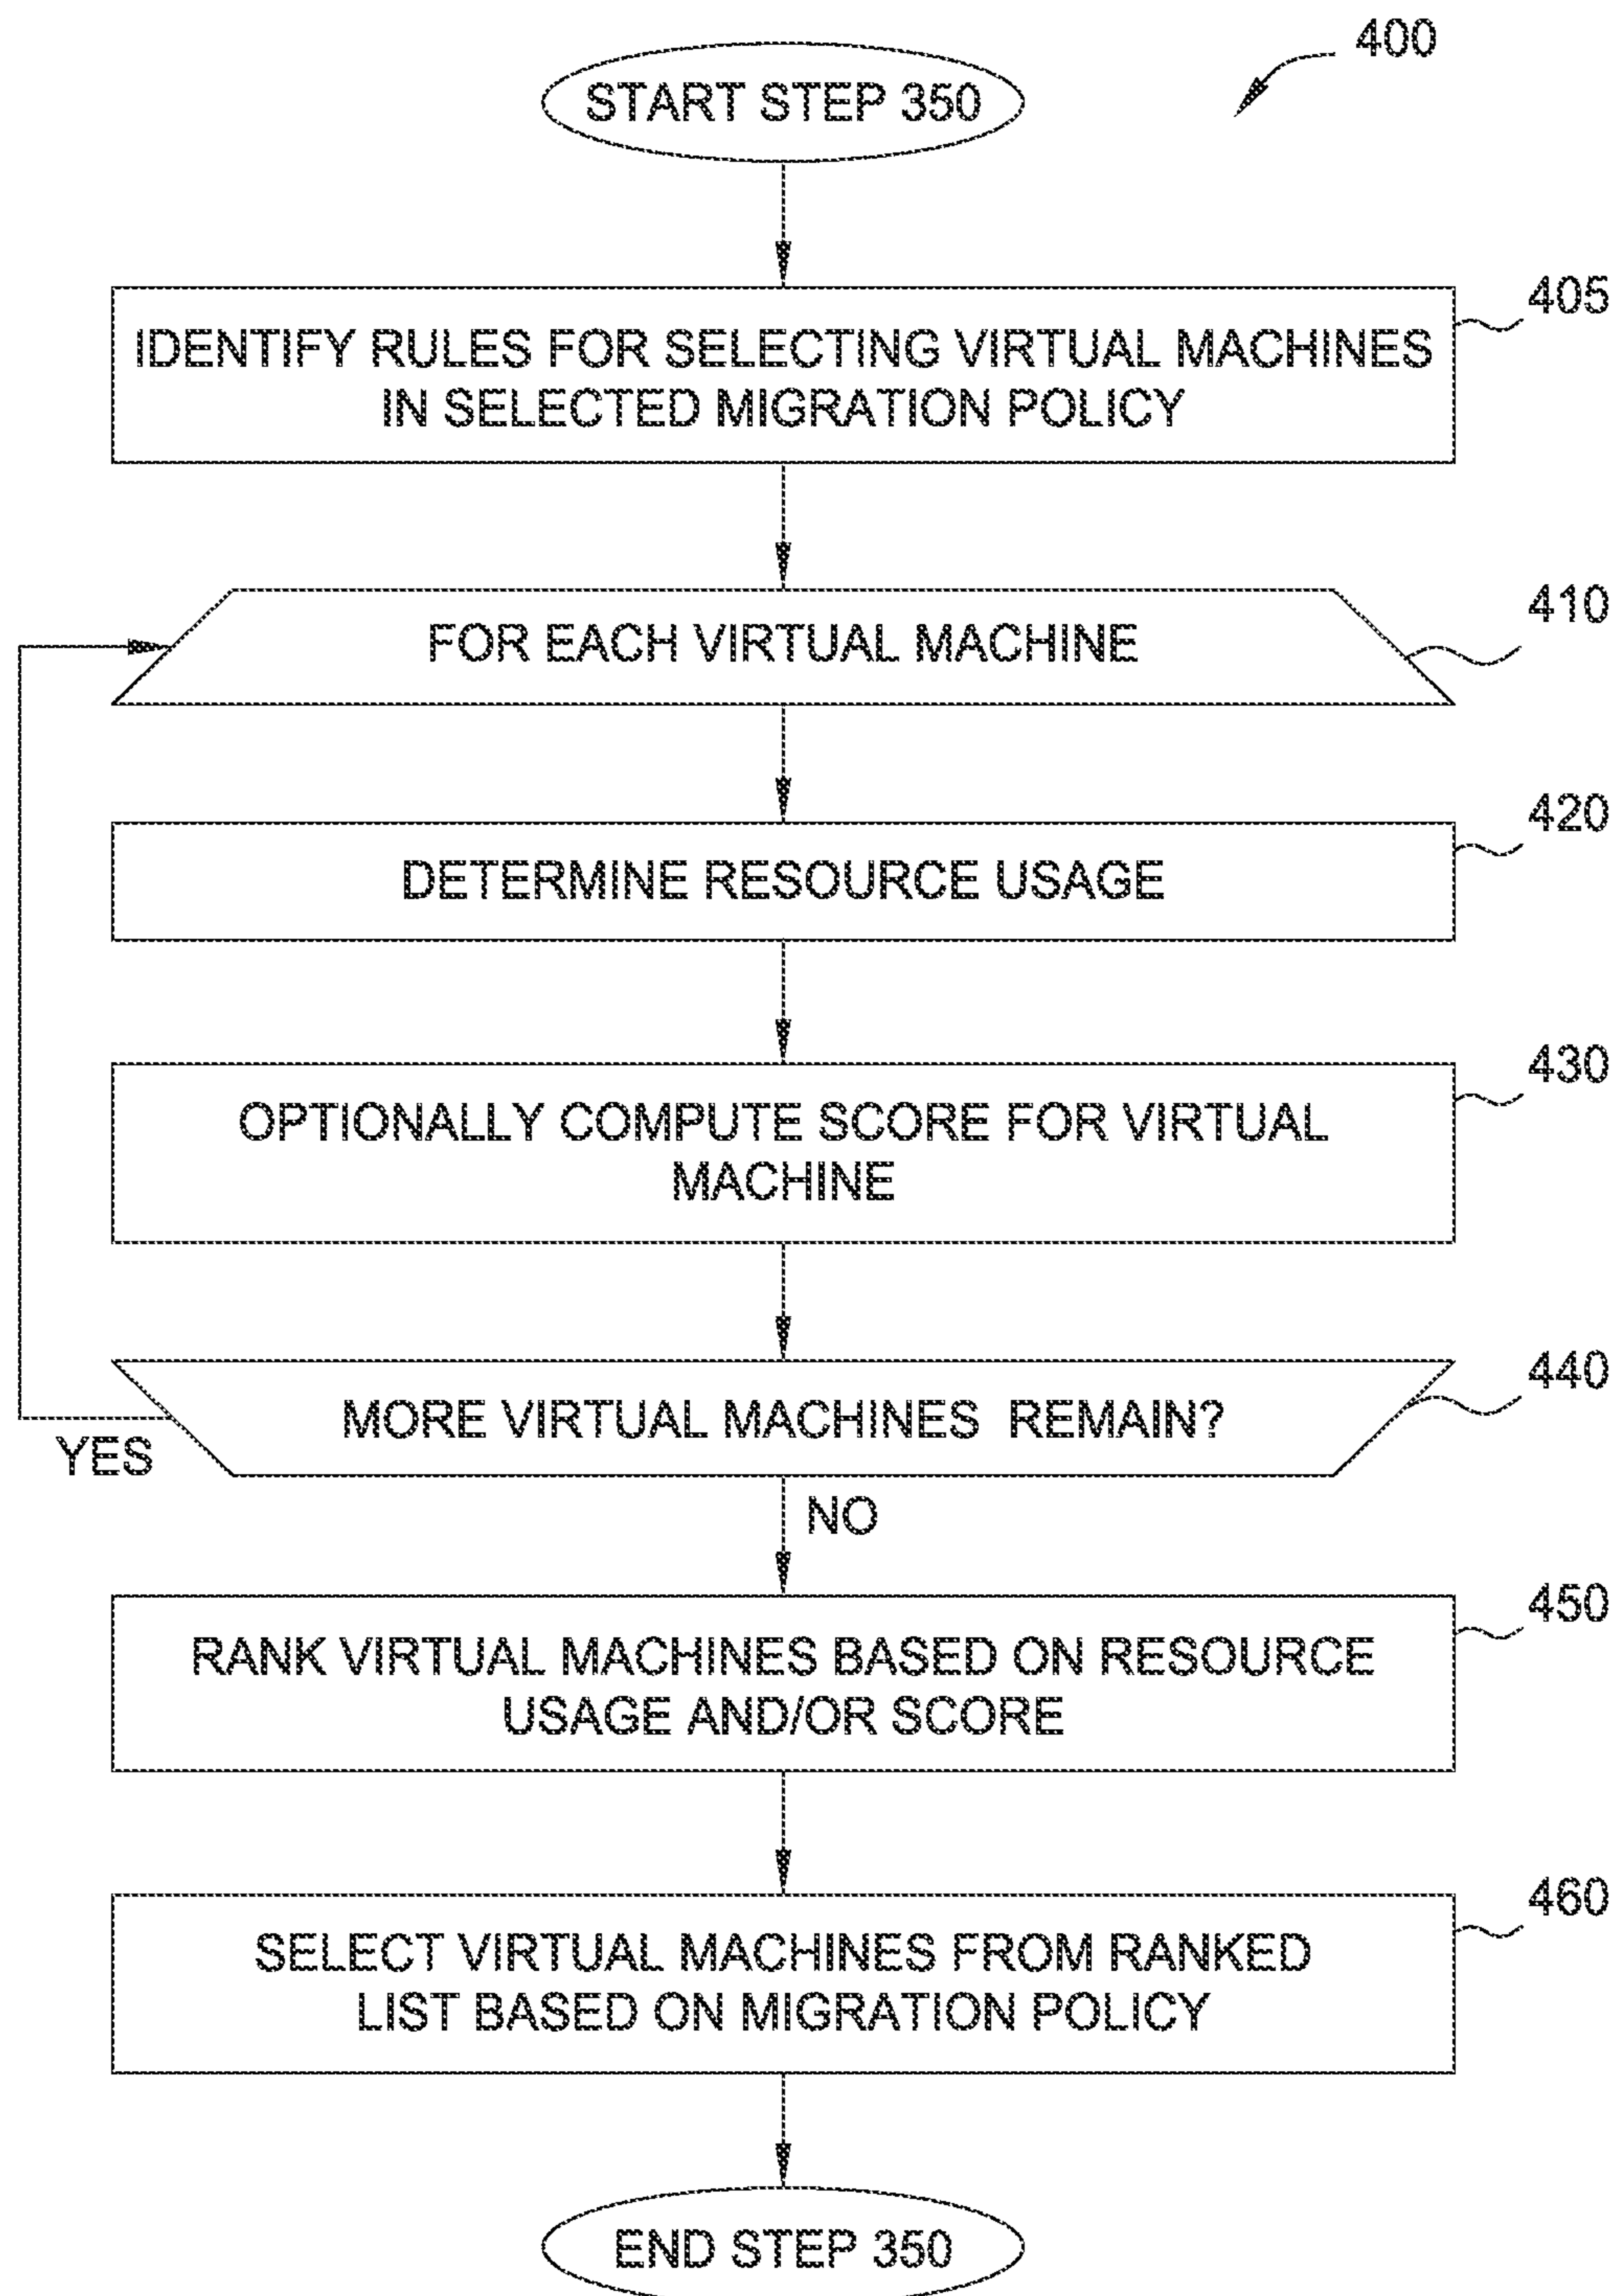 400
START STEP 350
405
IDENTIFY RULES FOR SELECTING VIRTUAL MACHINES
IN SELECTED MIGRATION POLICY
410
FOR EACH VIRTUAL MACHINE
420
DETERMINE RESOURCE USAGE
430
OPTIONALLY COMPUTE SCORE FOR VIRTUAL
MACHINE
440
MORE VIRTUAL MACHINES REMAIN?
YES
NO
450
RANK VIRTUAL MACHINES BASED ON RESOURCE
USAGE AND/OR SCORE
460
SELECT VIRTUAL MACHINES FROM RANKED
LIST BASED ON MIGRATION POLICY
END STEP 350